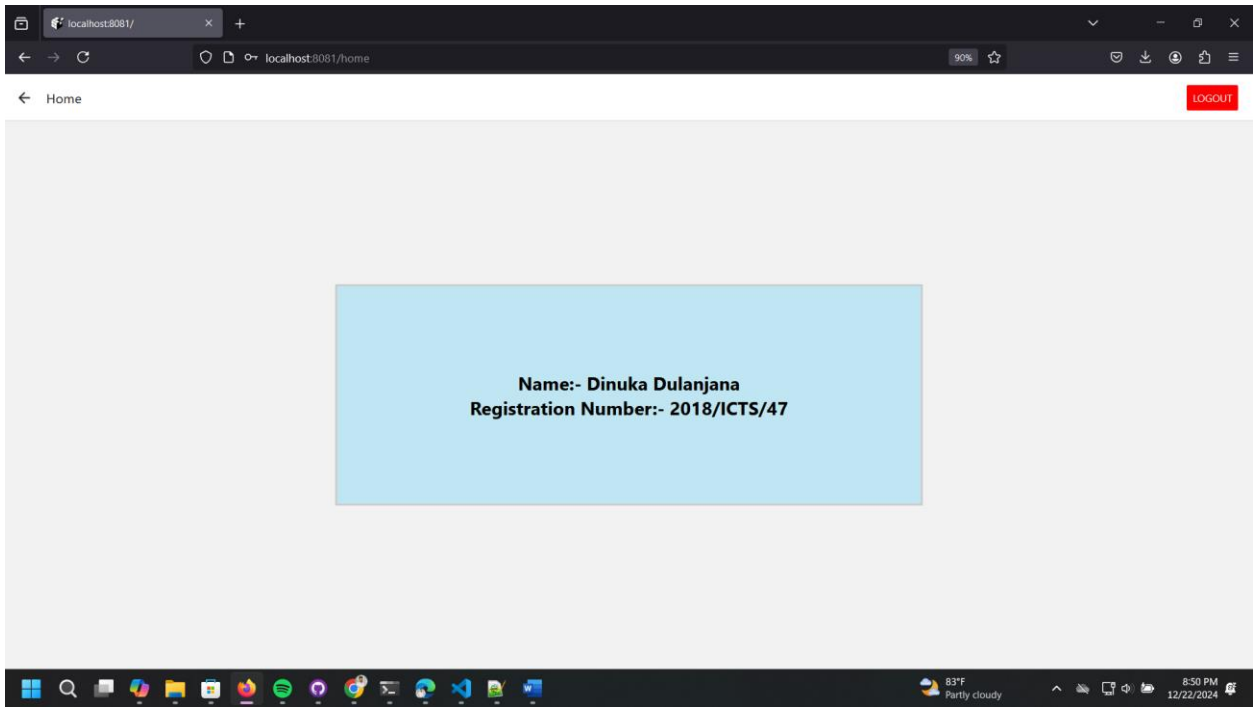 localhost:8081/
localhost:8081/home
90%
Home
LOGOUT
Name:- Dinuka Dulanjana
Registration Number:- 2018/ICTS/47
83°F
Partly cloudy
8:50 PM
12/22/2024